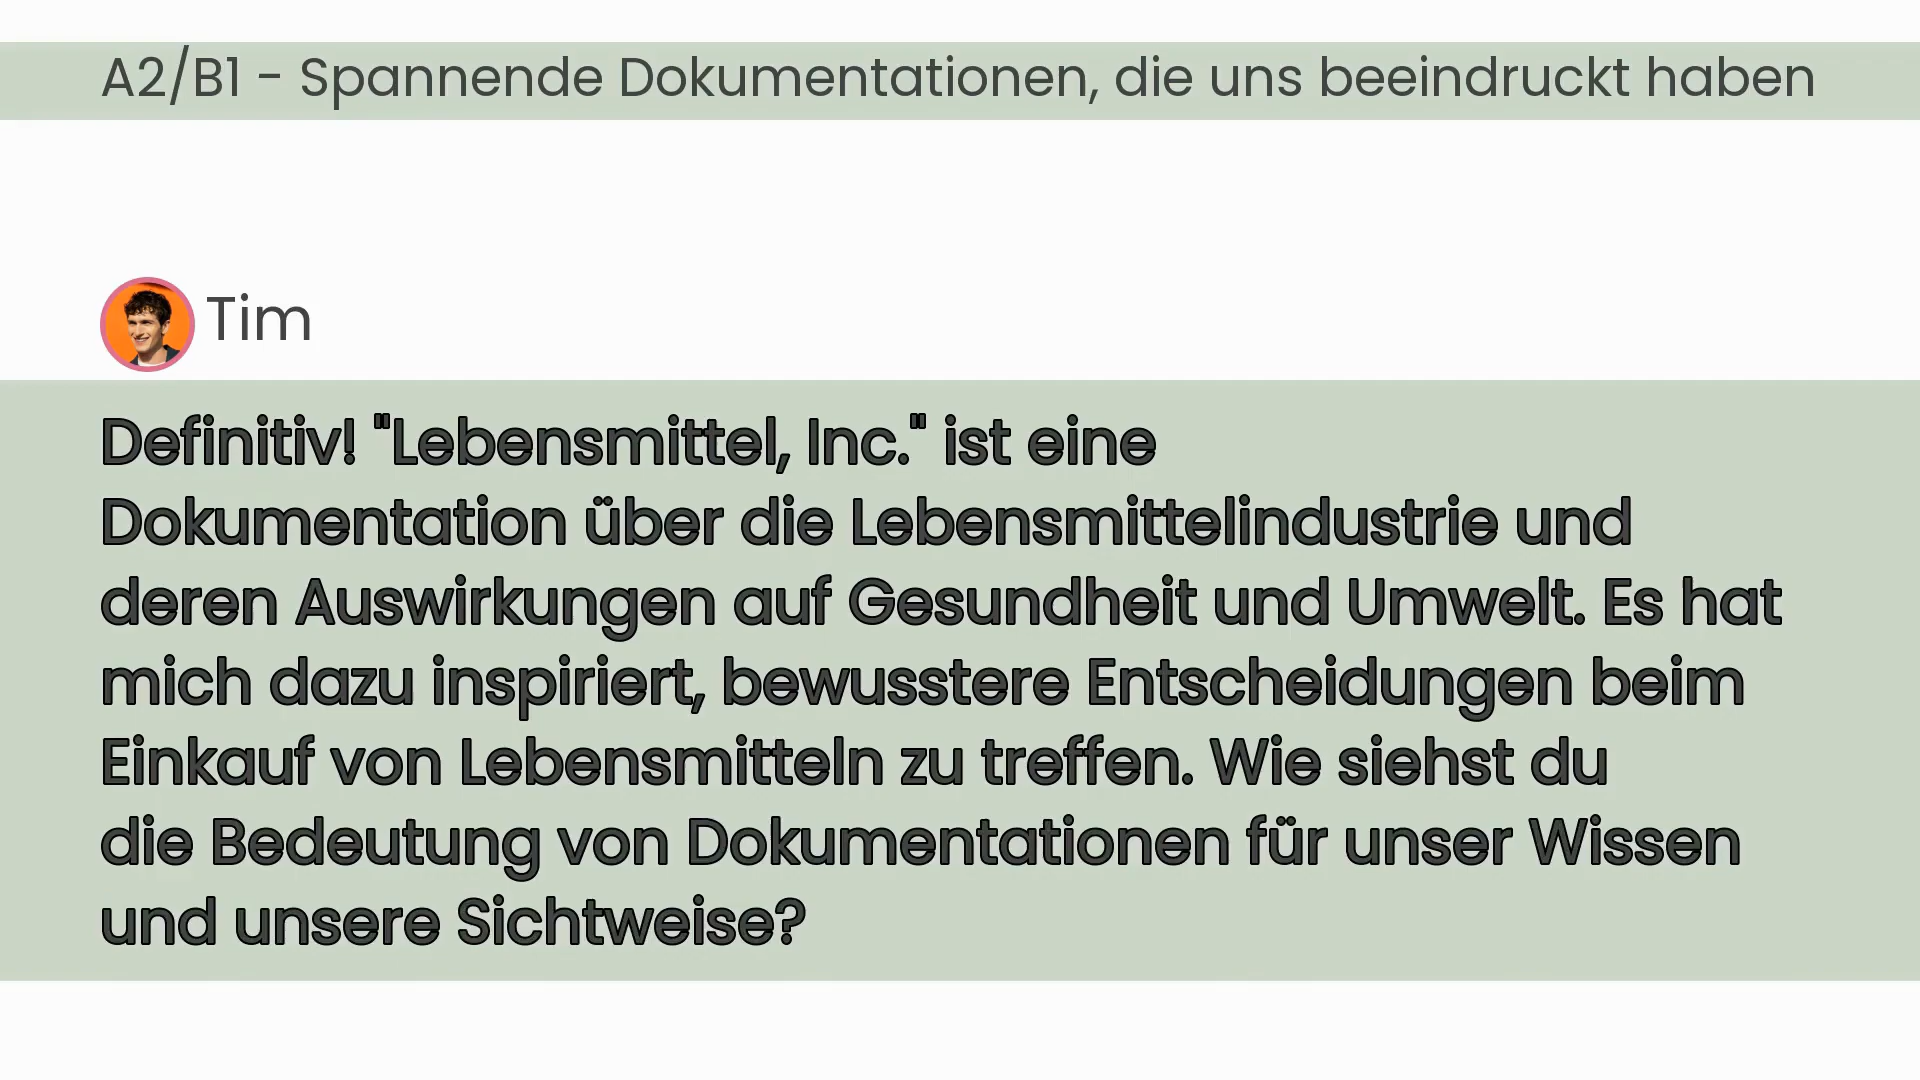 A2/B1 - Spannende Dokumentationen, die uns beeindruckt haben
Tim
Definitiv! "Lebensmittel, Inc." ist eine
Dokumentation über die Lebensmittelindustrie und
deren Auswirkungen auf Gesundheit und Umwelt. Es hat
mich dazu inspiriert, bewusstere Entscheidungen beim
Einkauf von Lebensmitteln zu treffen. Wie siehst du
die Bedeutung von Dokumentationen für unser Wissen
und unsere Sichtweise?